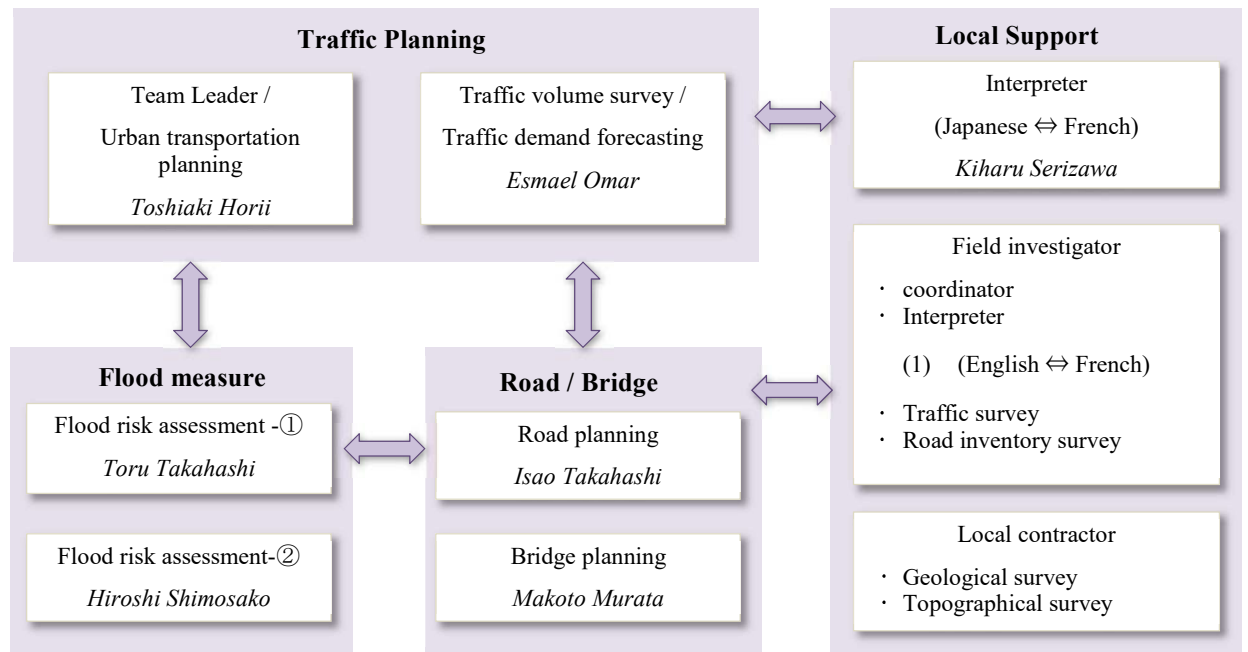 Traffic Planning
Team Leader /
Urban transportation
planning
Toshiaki Horii
Traffic volume survey /
Traffic demand forecasting
Esmael Omar
Local Support
Interpreter
(Japanese ⇔ French)
Kiharu Serizawa
Field investigator
・ coordinator
・ Interpreter
(1) (English ⇔ French)
・ Traffic survey
・ Road inventory survey
Local contractor
・ Geological survey
・ Topographical survey
Flood measure
Flood risk assessment -①
Toru Takahashi
Flood risk assessment-②
Hiroshi Shimosako
Road / Bridge
Road planning
Isao Takahashi
Bridge planning
Makoto Murata